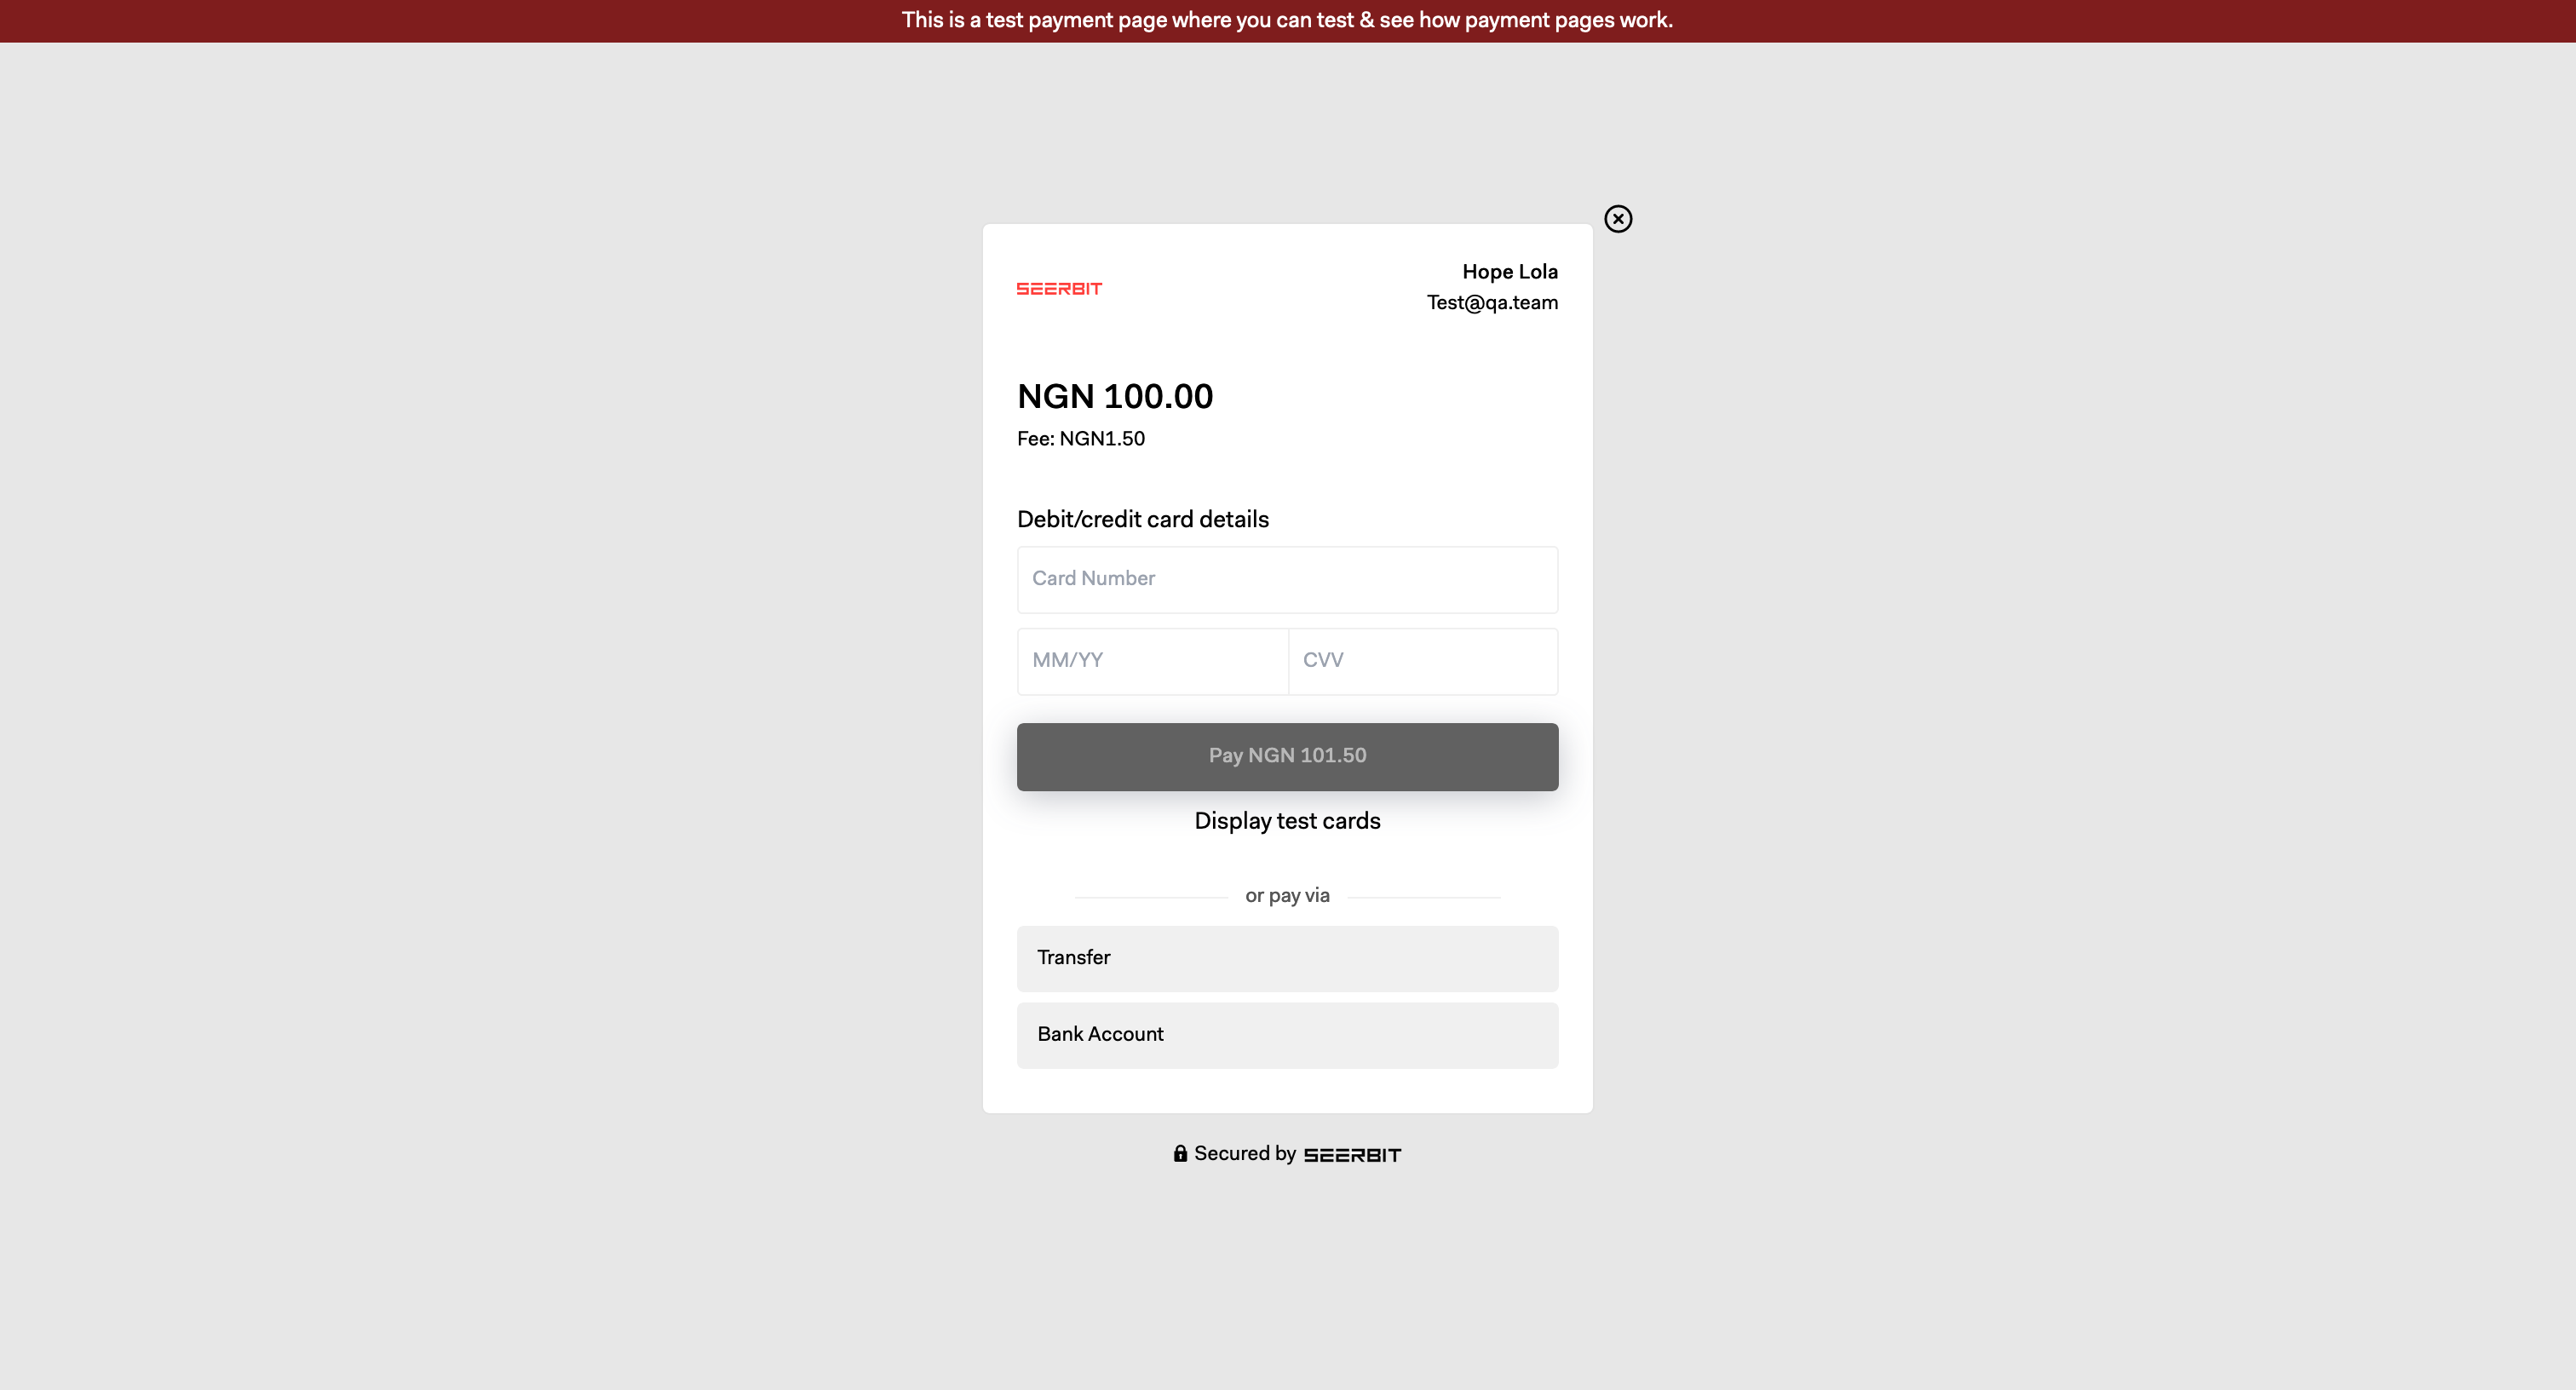 This is a test payment page where you can test & see how payment pages work.
SEERBIT
Hope Lola
Test@qa.team
NGN 100.00
Fee: NGN1.50
Debit/credit card details
Card Number
MM/YY
CVV
Pay NGN 101.50
Display test cards
or pay via
Transfer
Bank Account
Secured by SEERBIT